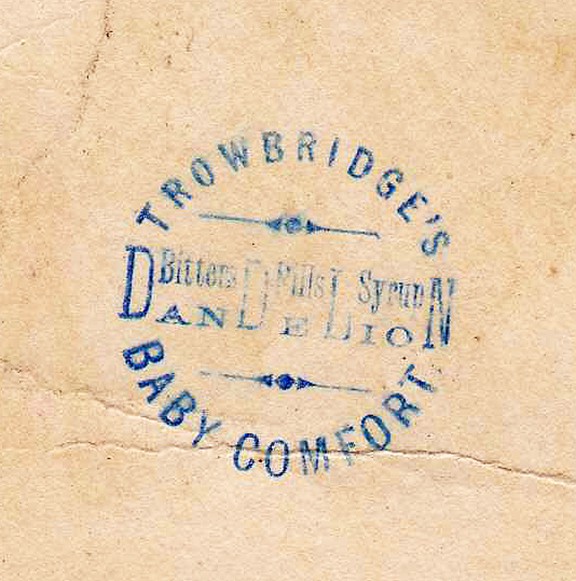 TROWBRIDGE'S
Bitters Pills Syrup
DANDELION
BABY COMFORT